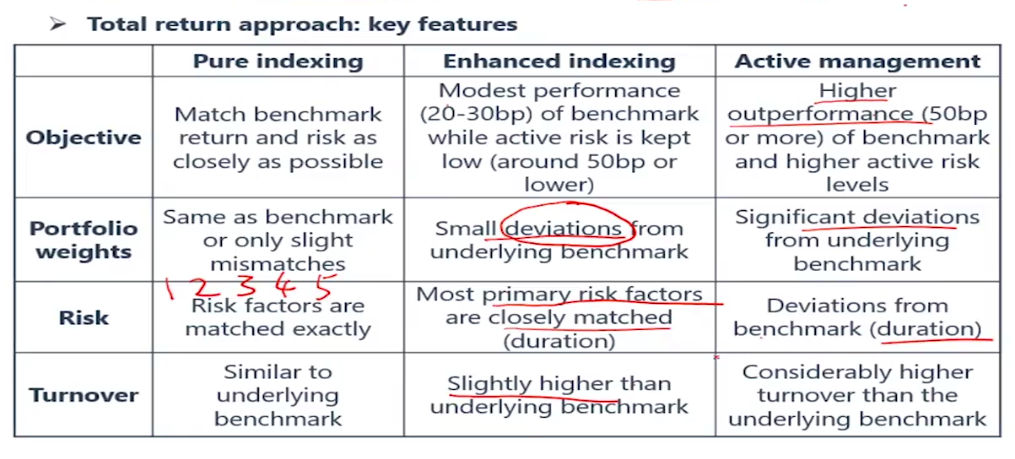 ➤ Total return approach: key features
Pure indexing
Enhanced indexing
Active management
Objective
Match benchmark
return and risk as
closely as possible
Modest performance
(20-30bp) of benchmark
while active risk is kept
low (around 50bp or
lower)
Higher
outperformance (50bp
or more) of benchmark
and higher active risk
levels
Portfolio
weights
Same as benchmark
or only slight
mismatches
Small deviations from
underlying benchmark
Significant deviations
from underlying
benchmark
Risk
1 2 3 4 5
Risk factors are
matched exactly
Most primary risk factors
are closely matched
(duration)
Deviations from
benchmark (duration)
Turnover
Similar to
underlying
benchmark
Slightly higher than
underlying benchmark
Considerably higher
turnover than the
underlying benchmark